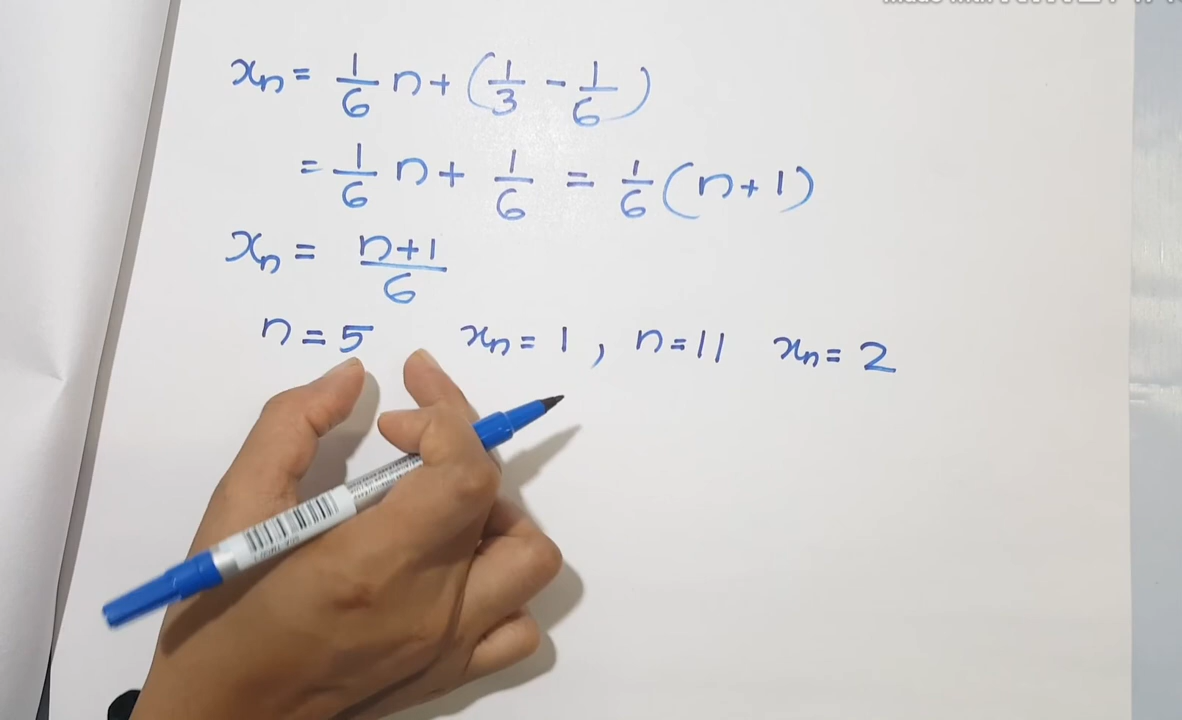 xₙ = 1/6 n + (1/3 - 1/6)
= 1/6 n + 1/6 = 1/6 (n+1)
xₙ = n+1/6
n = 5 xₙ = 1 , n = 11 xₙ = 2